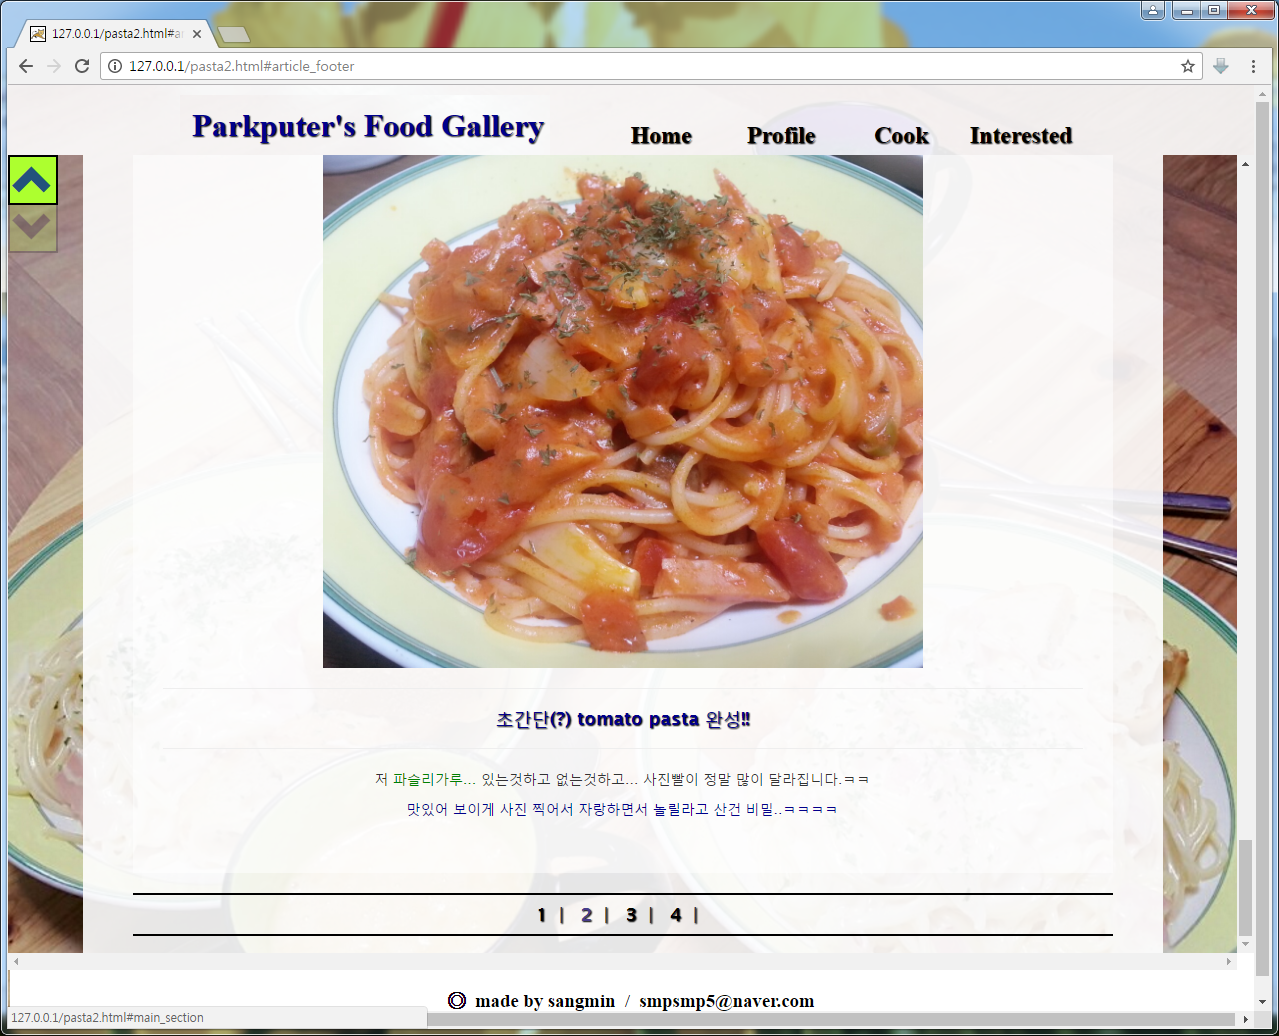 127.0.0.1/pasta2.html#a
127.0.0.1/pasta2.html#article_footer
Parkputer's Food Gallery
Home Profile Cook Interested
초간단(?) tomato pasta 완성!!
저 파슬리가루... 있는것하고 없는것하고... 사진빨이 정말 많이 달라집니다.ㅋㅋ
맛있어 보이게 사진 찍어서 자랑하면서 놀릴라고 산건 비밀..ㅋㅋㅋㅋ
1 | 2 | 3 | 4 |
made by sangmin / smpsmp5@naver.com
127.0.0.1/pasta2.html#main_section